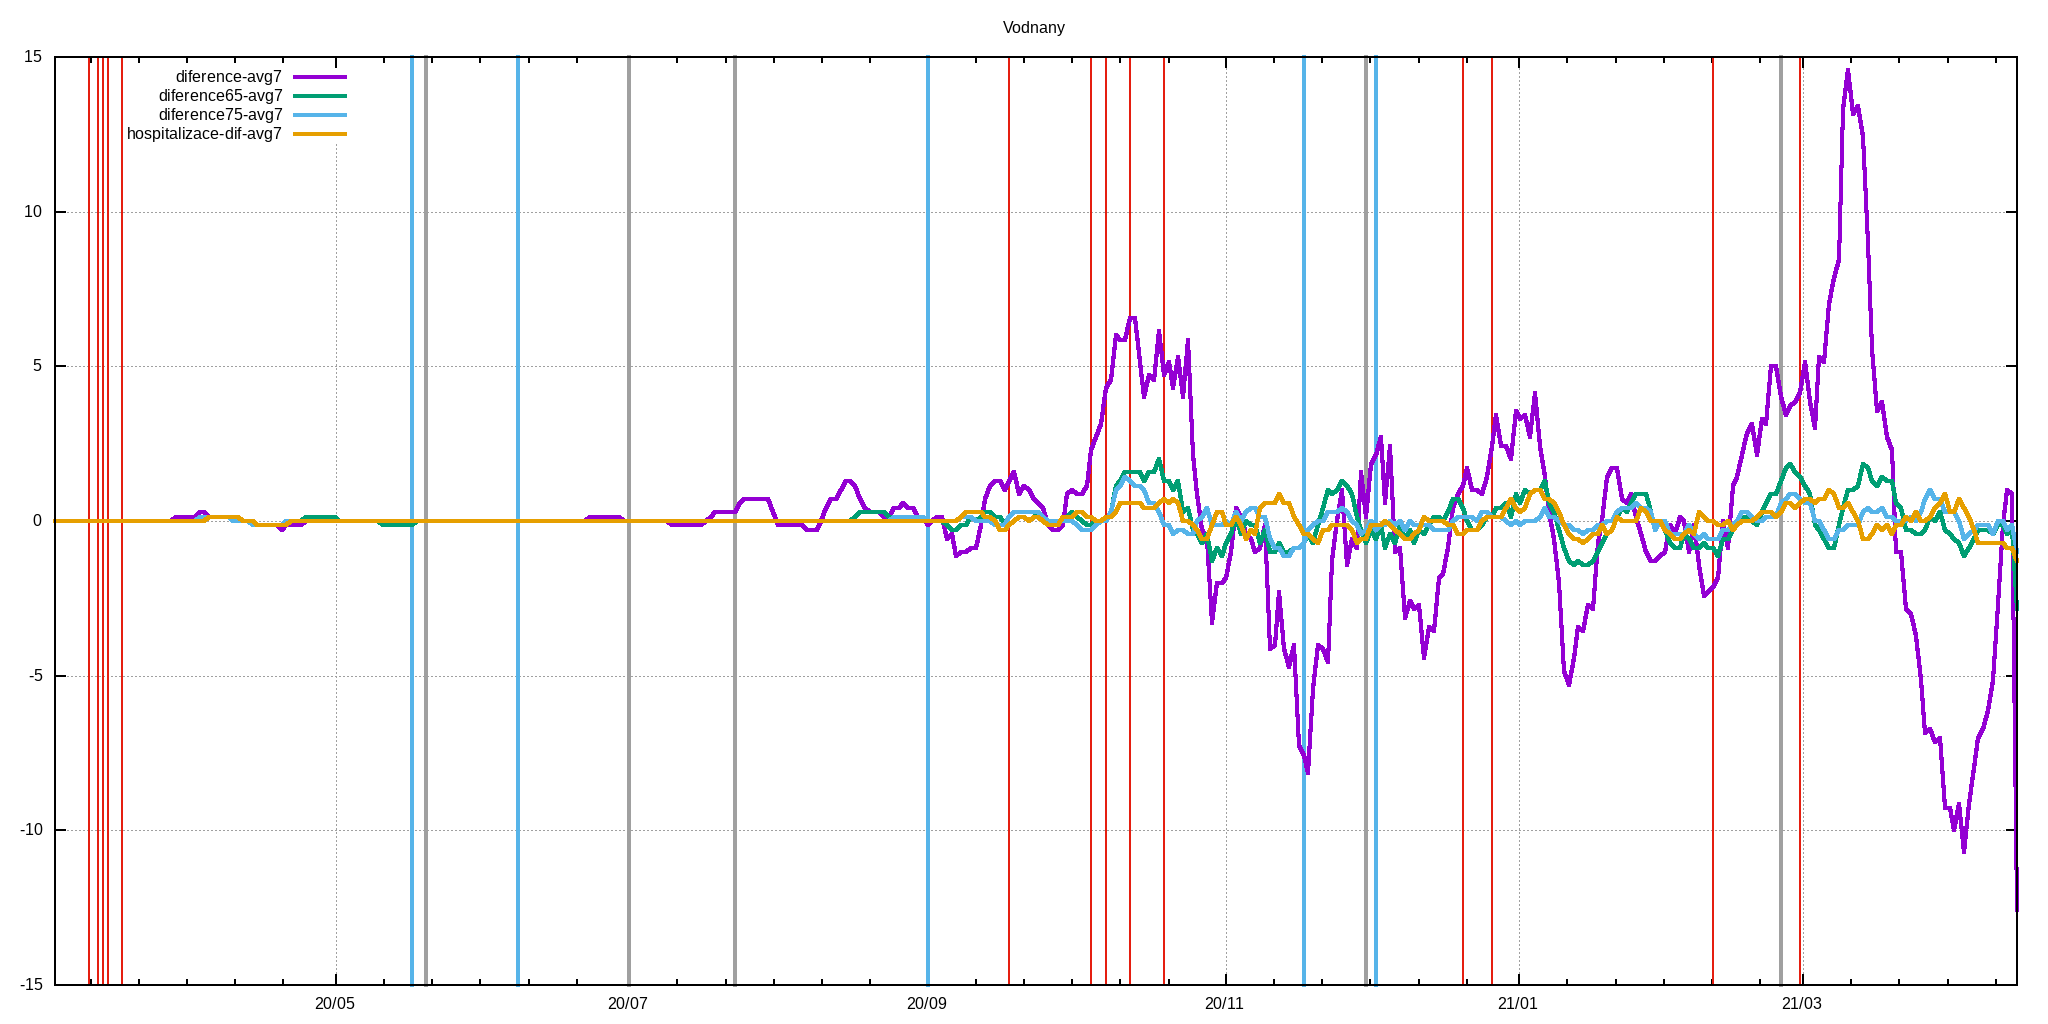 Vodnany
15
diference-avg7
diference65-avg7
diference75-avg7
hospitalizace-dif-avg7
10
5
0
-5
-10
-15
20/05 20/07 20/09 20/11 21/01 21/03